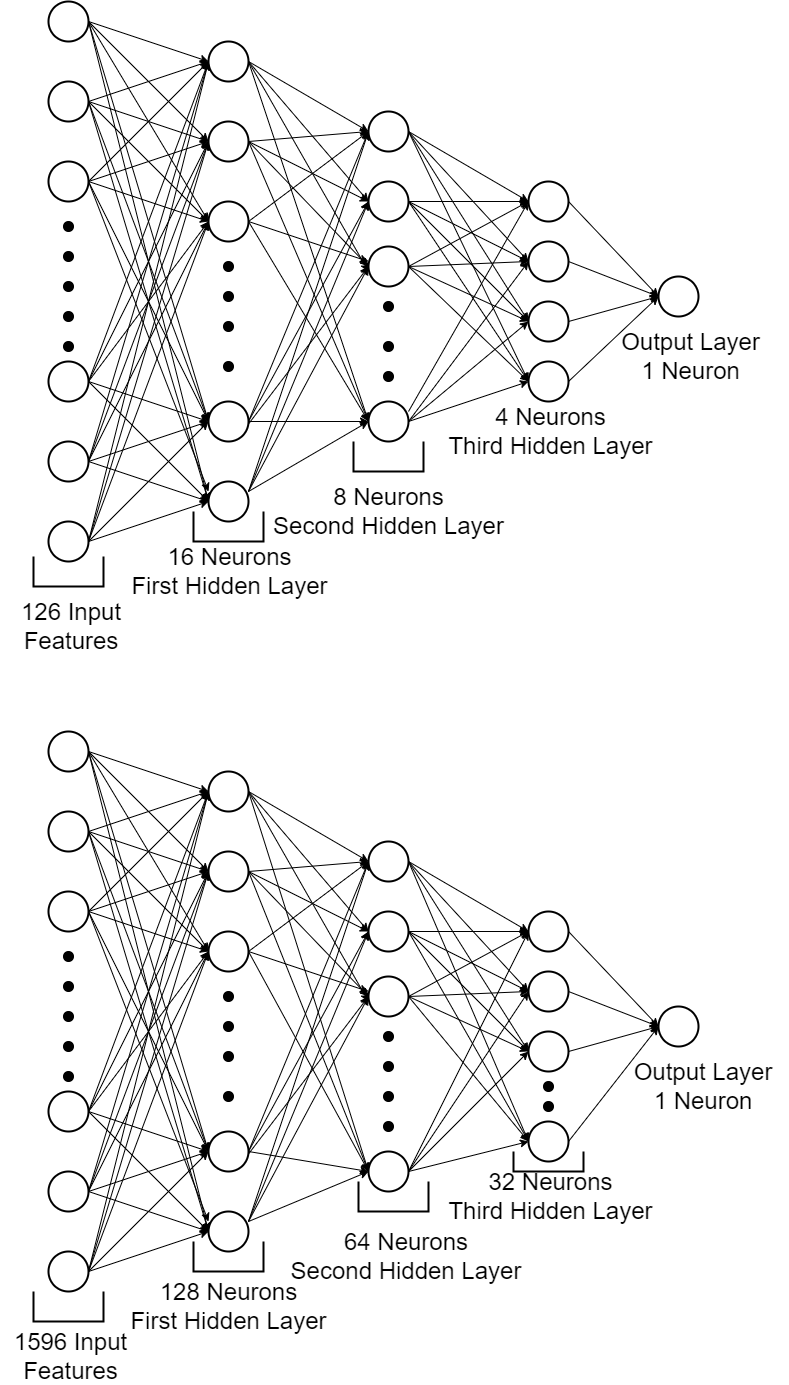 Output Layer
1 Neuron
4 Neurons
Third Hidden Layer
8 Neurons
Second Hidden Layer
16 Neurons
First Hidden Layer
126 Input
Features
Output Layer
1 Neuron
32 Neurons
Third Hidden Layer
64 Neurons
Second Hidden Layer
128 Neurons
First Hidden Layer
1596 Input
Features